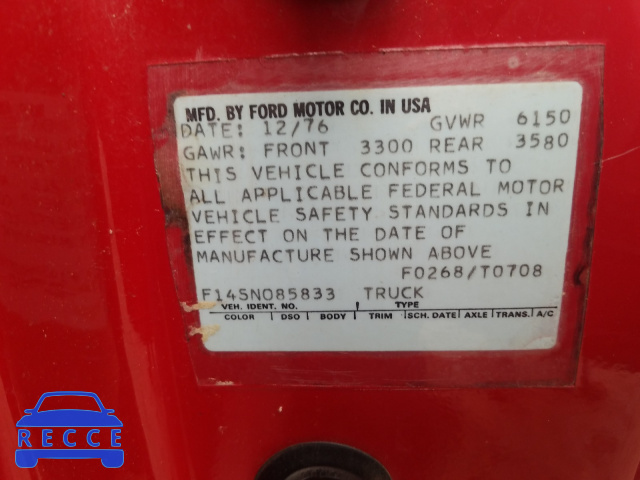 MFD. BY FORD MOTOR CO. IN USA
DATE: 12/76 GVWR 6150
GAWR: FRONT 3300 REAR 3580
THIS VEHICLE CONFORMS TO
ALL APPLICABLE FEDERAL MOTOR
VEHICLE SAFETY STANDARDS IN
EFFECT ON THE DATE OF
MANUFACTURE SHOWN ABOVE
F0268/T0708
F14SN085833 TRUCK
VEH. IDENT. NO. TYPE
COLOR DSO BODY TRIM SCH. DATE AXLE TRANS. A/C
RECCE